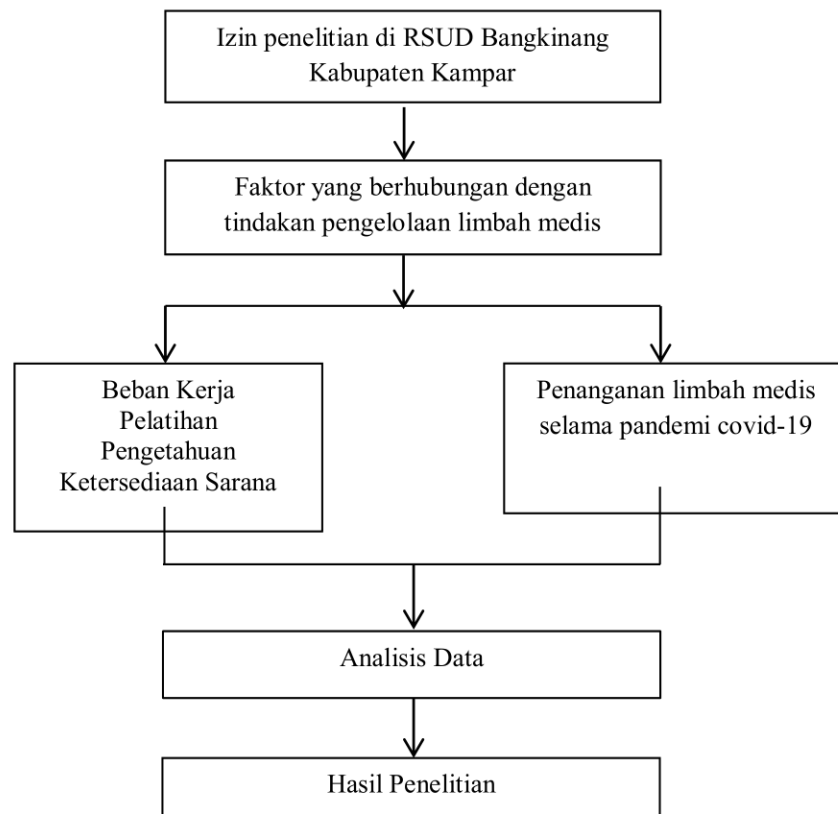 Izin penelitian di RSUD Bangkinang
Kabupaten Kampar
Faktor yang berhubungan dengan
tindakan pengelolaan limbah medis
Beban Kerja
Pelatihan
Pengetahuan
Ketersediaan Sarana
Penanganan limbah medis
selama pandemi covid-19
Analisis Data
Hasil Penelitian